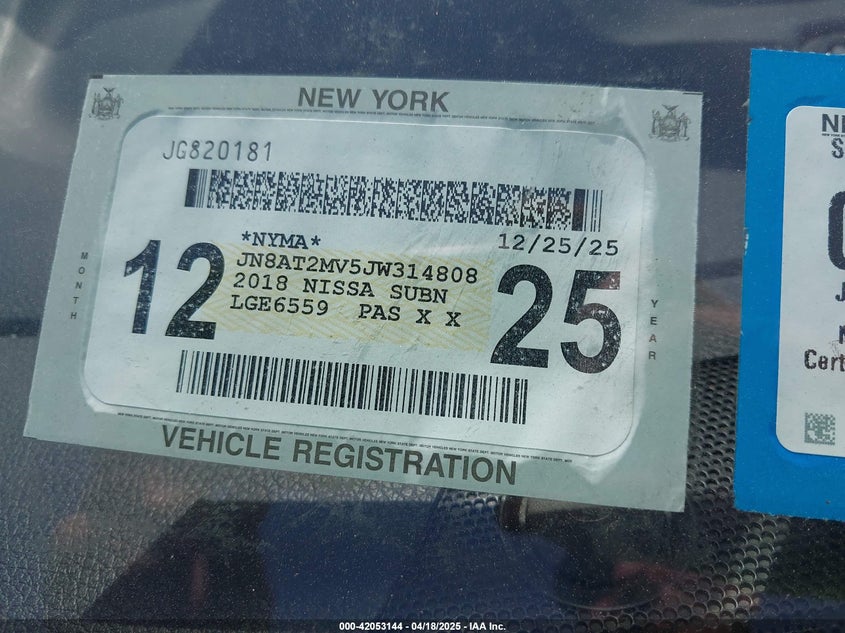 NEW YORK
JG820181
*NYMA*
12/25/25
MONTH
12
JN8AT2MV5JW314808
2018 NISSA SUBN
LGE6559 PAS X X
25
YEAR
VEHICLE REGISTRATION
Cert
000-42053144 - 04/18/2025 - IAA Inc.